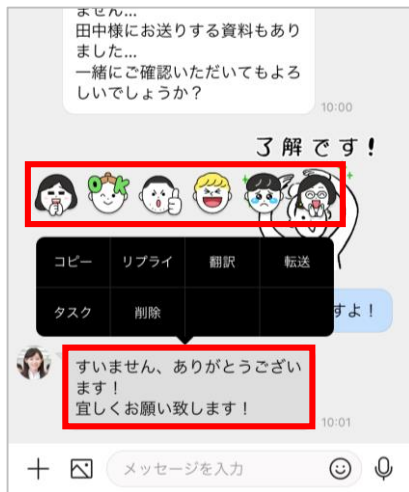 ません...
田中様にお送りする資料もあり
ました...
一緒にご確認いただいてもよろ
しいでしょうか？
10:00
了解です!
OK
コピー リプライ 翻訳 転送
タスク 削除
すよ！
すいません、ありがとうござい
ます！
宜しくお願い致します！
10:01
メッセージを入力